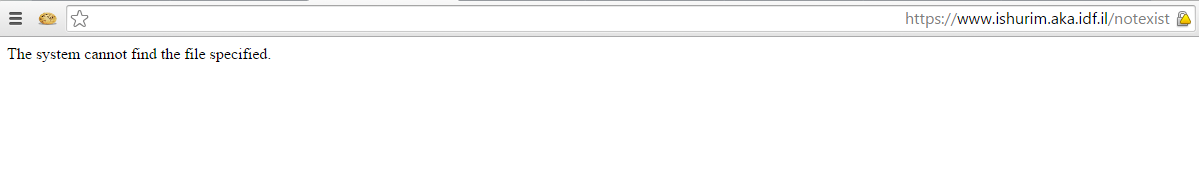 https://www.ishurim.aka.idf.il/notexist
The system cannot find the file specified.